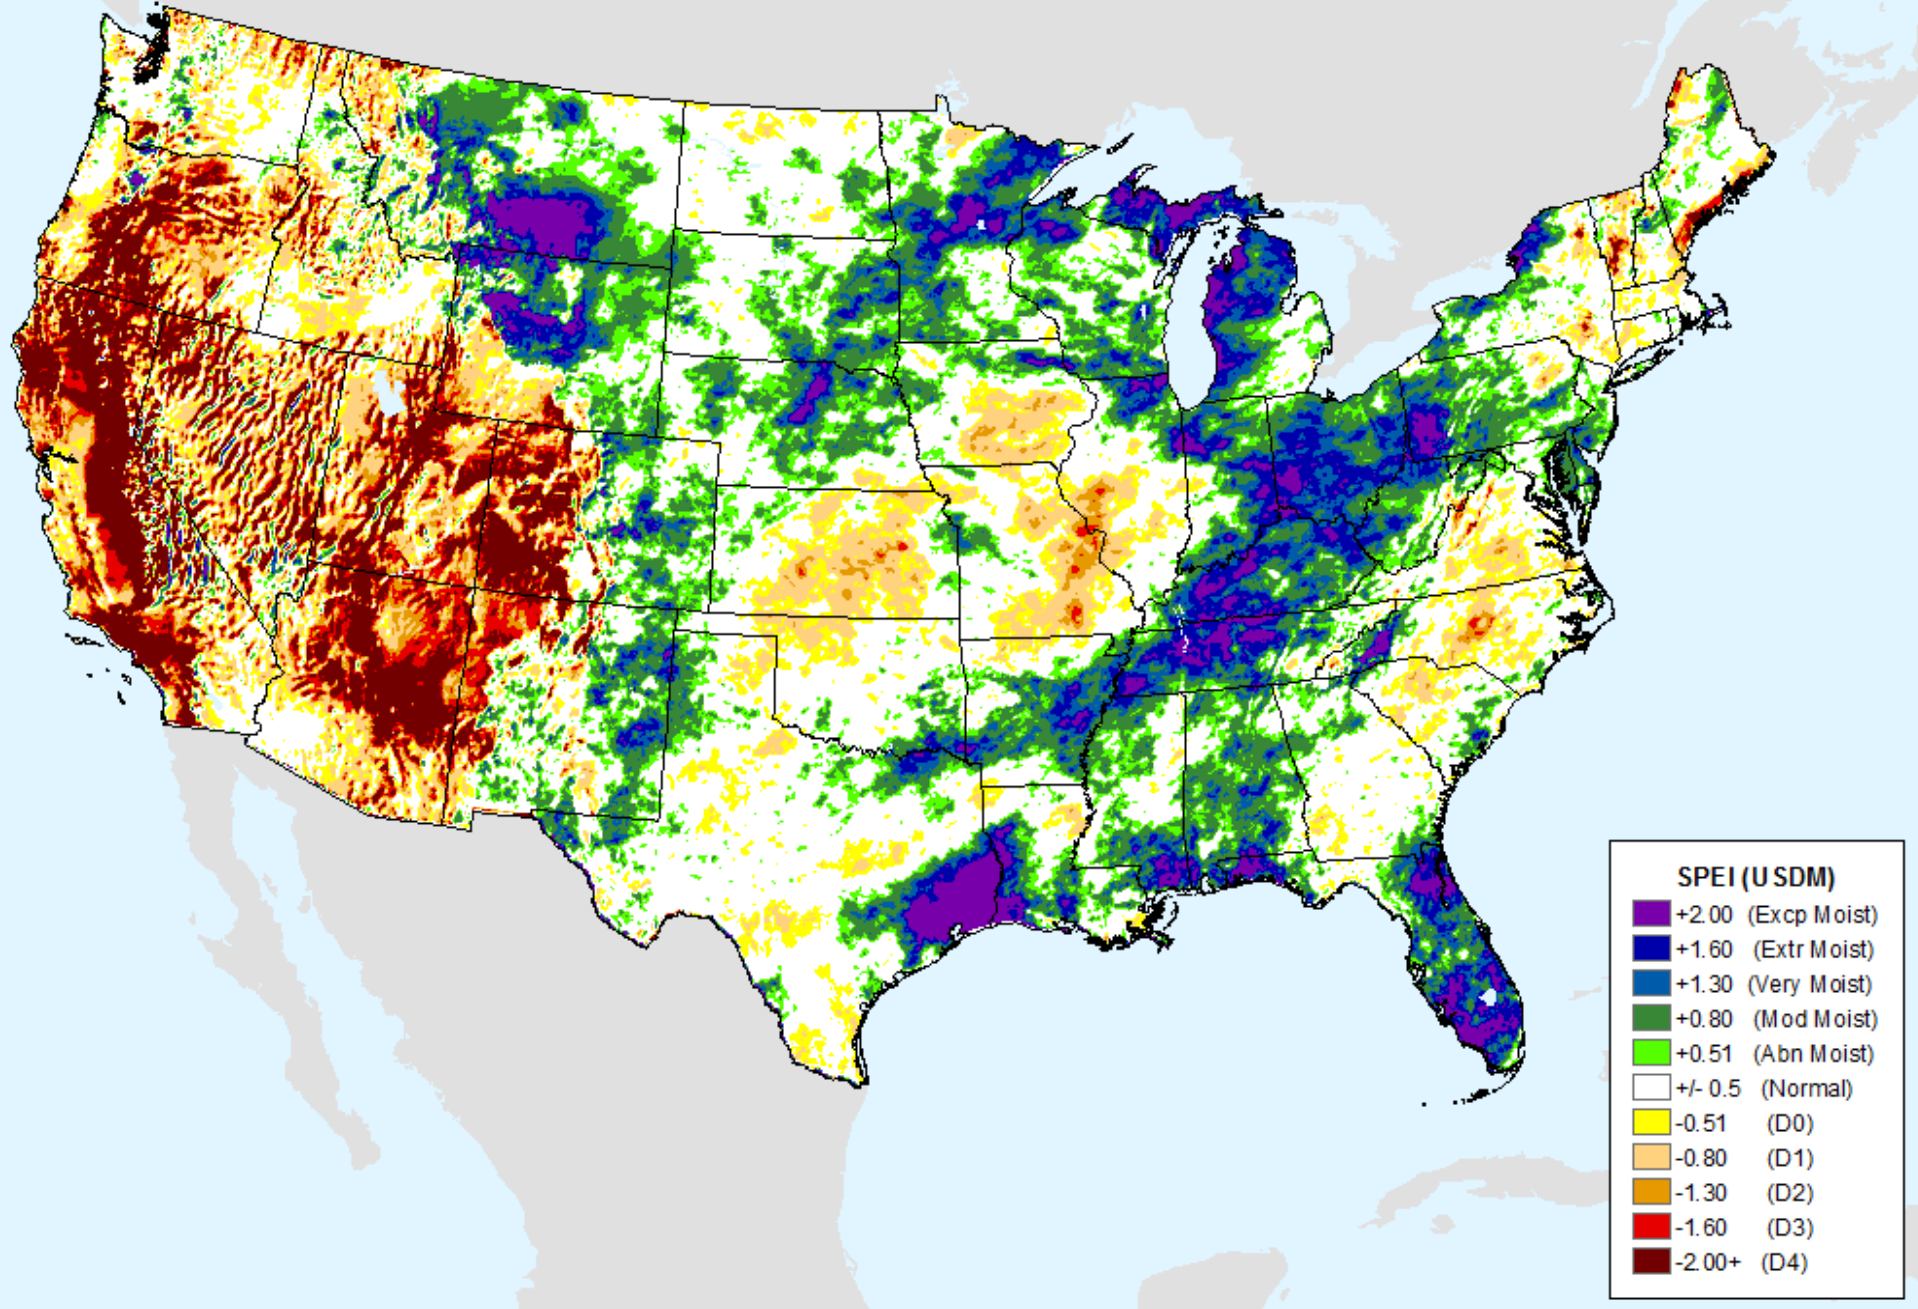 SPEI (USDM)
+2.00 (Excp Moist)
+1.60 (Extr Moist)
+1.30 (Very Moist)
+0.80 (Mod Moist)
+0.51 (Abn Moist)
+/- 0.5 (Normal)
-0.51 (D0)
-0.80 (D1)
-1.30 (D2)
-1.60 (D3)
-2.00+ (D4)